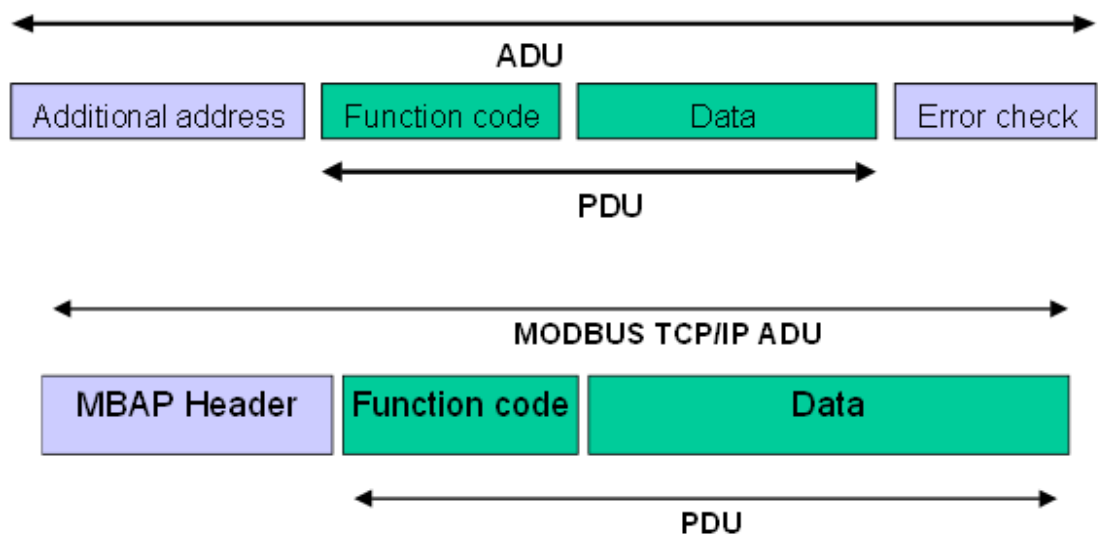 ADU
Additional address Function code Data Error check
PDU
MODBUS TCP/IP ADU
MBAP Header Function code Data
PDU